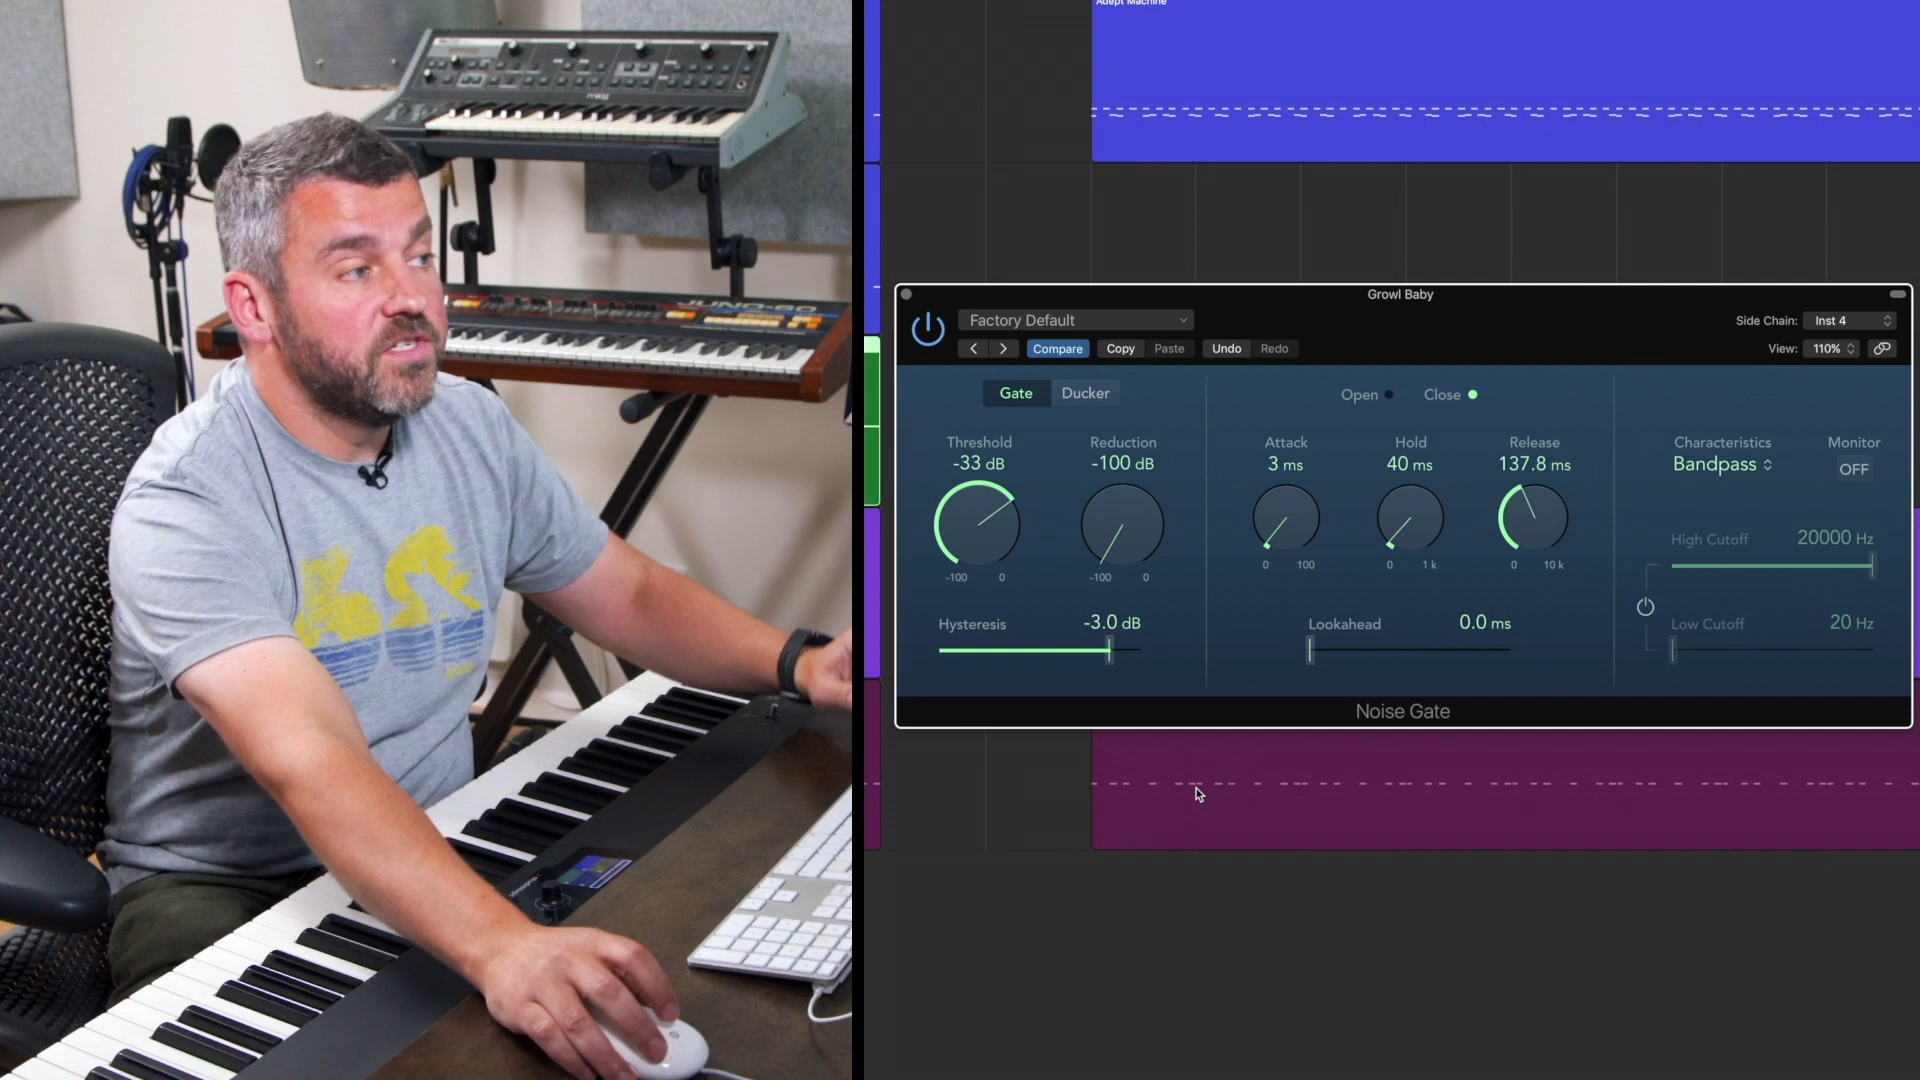 moog
JUNO-60
Adept Machine
Growl Baby
Factory Default
Side Chain: Inst 4
Compare Copy Paste Undo Redo
View: 110%
Gate Ducker
Open Close
Threshold Reduction Attack Hold Release Characteristics Monitor
-33 dB -100 dB 3 ms 40 ms 137.8 ms Bandpass OFF
High Cutoff 20000 Hz
0 100 0 1 k 0 10 k
-100 0 -100 0
Hysteresis -3.0 dB Lookahead 0.0 ms Low Cutoff 20 Hz
Noise Gate